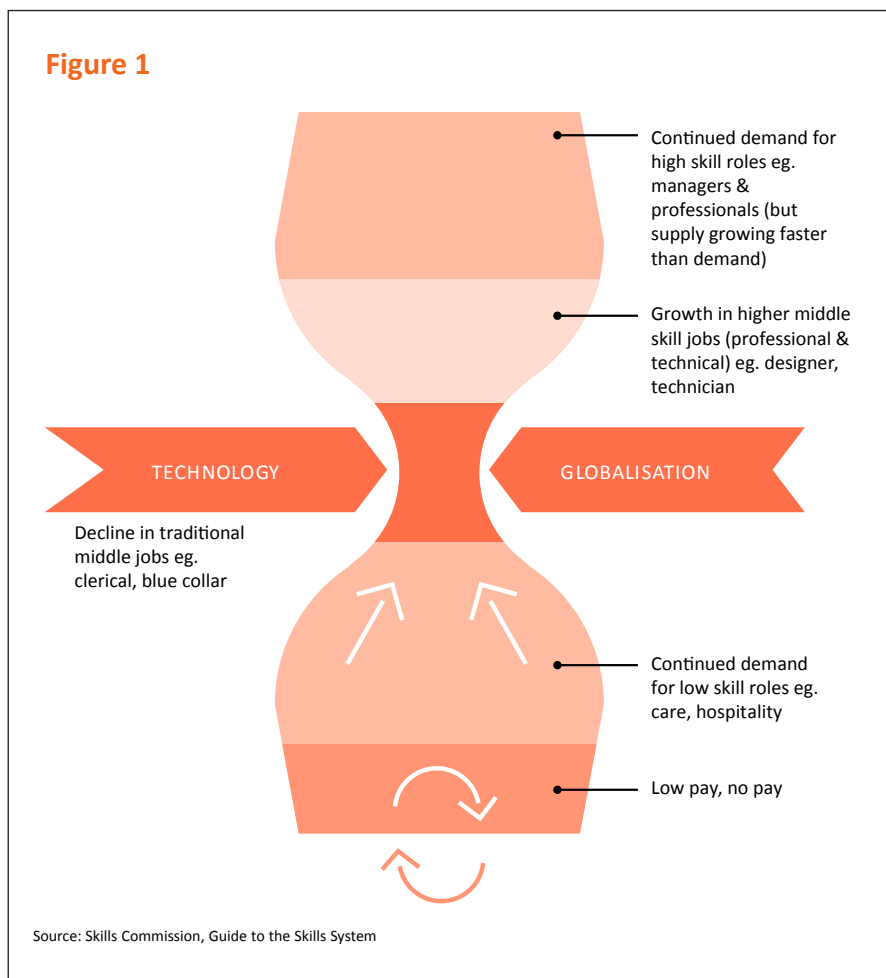 Figure 1
Continued demand for
high skill roles eg.
managers &
professionals (but
supply growing faster
than demand)
Growth in higher middle
skill jobs (professional &
technical) eg. designer,
technician
TECHNOLOGY
GLOBALISATION
Decline in traditional
middle jobs eg.
clerical, blue collar
Continued demand
for low skill roles eg.
care, hospitality
Low pay, no pay
Source: Skills Commission, Guide to the Skills System